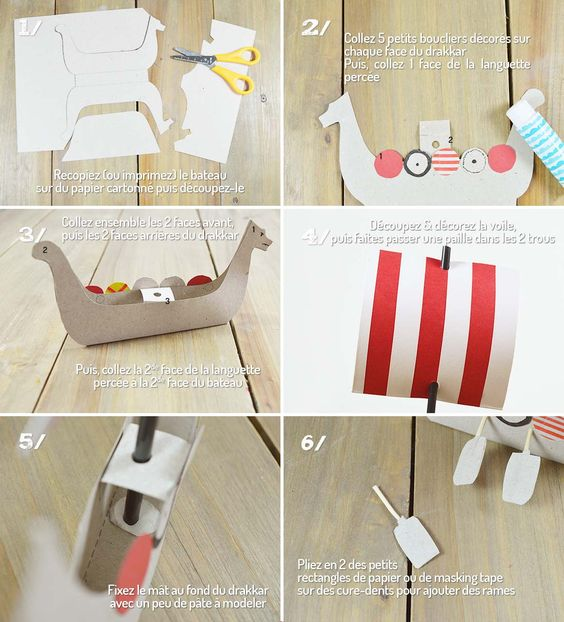 1/
Recopiez (ou imprimez) le bateau
sur du papier cartonné puis découpez-le
2/
Collez 5 petits boucliers décorés sur
chaque face du drakkar
Puis, collez 1 face de la languette
percée
1
2
3/
Collez ensemble les 2 faces avant,
puis les 2 faces arrières du drakkar
2
1
3
Puis, collez la 2ème face de la languette
percée à la 2ème face du bateau
4/
Découpez & décorez la voile,
puis faites passer une paille dans les 2 trous
5/
Fixez le mât au fond du drakkar
avec un peu de pâte à modeler
6/
Pliez en 2 des petits
rectangles de papier ou de masking tape
sur des cure-dents pour ajouter des rames